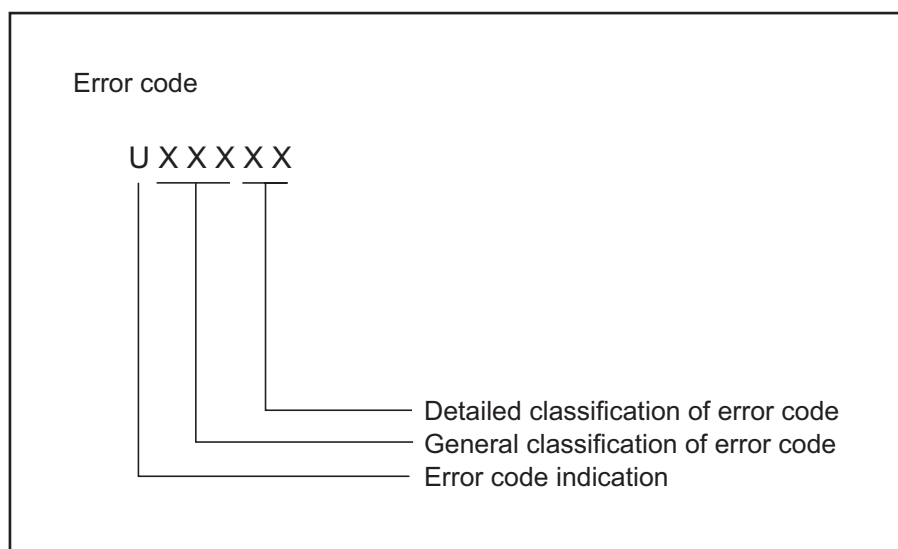 Error code
U X X X X X
Detailed classification of error code
General classification of error code
Error code indication